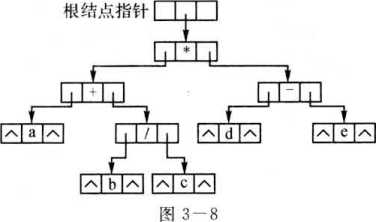 根结点指针
*
+ −
∧ a ∧ / ∧ d ∧ ∧ e ∧
∧ b ∧ ∧ c ∧
图 3－8